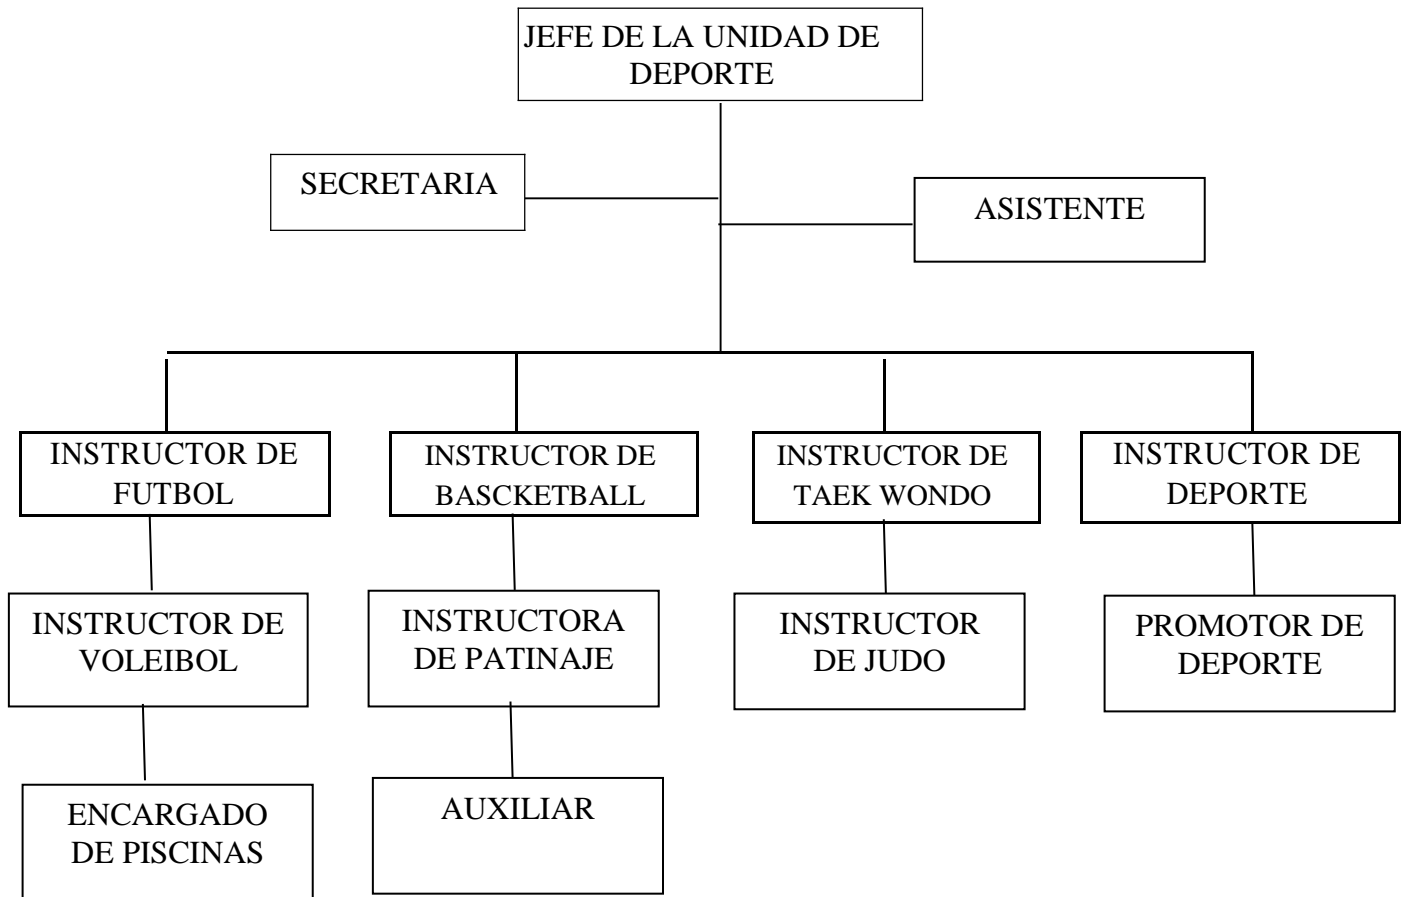 JEFE DE LA UNIDAD DE
DEPORTE
SECRETARIA
ASISTENTE
INSTRUCTOR DE
FUTBOL
INSTRUCTOR DE
BASCKETBALL
INSTRUCTOR DE
TAEK WONDO
INSTRUCTOR DE
DEPORTE
INSTRUCTOR DE
VOLEIBOL
INSTRUCTORA
DE PATINAJE
INSTRUCTOR
DE JUDO
PROMOTOR DE
DEPORTE
ENCARGADO
DE PISCINAS
AUXILIAR